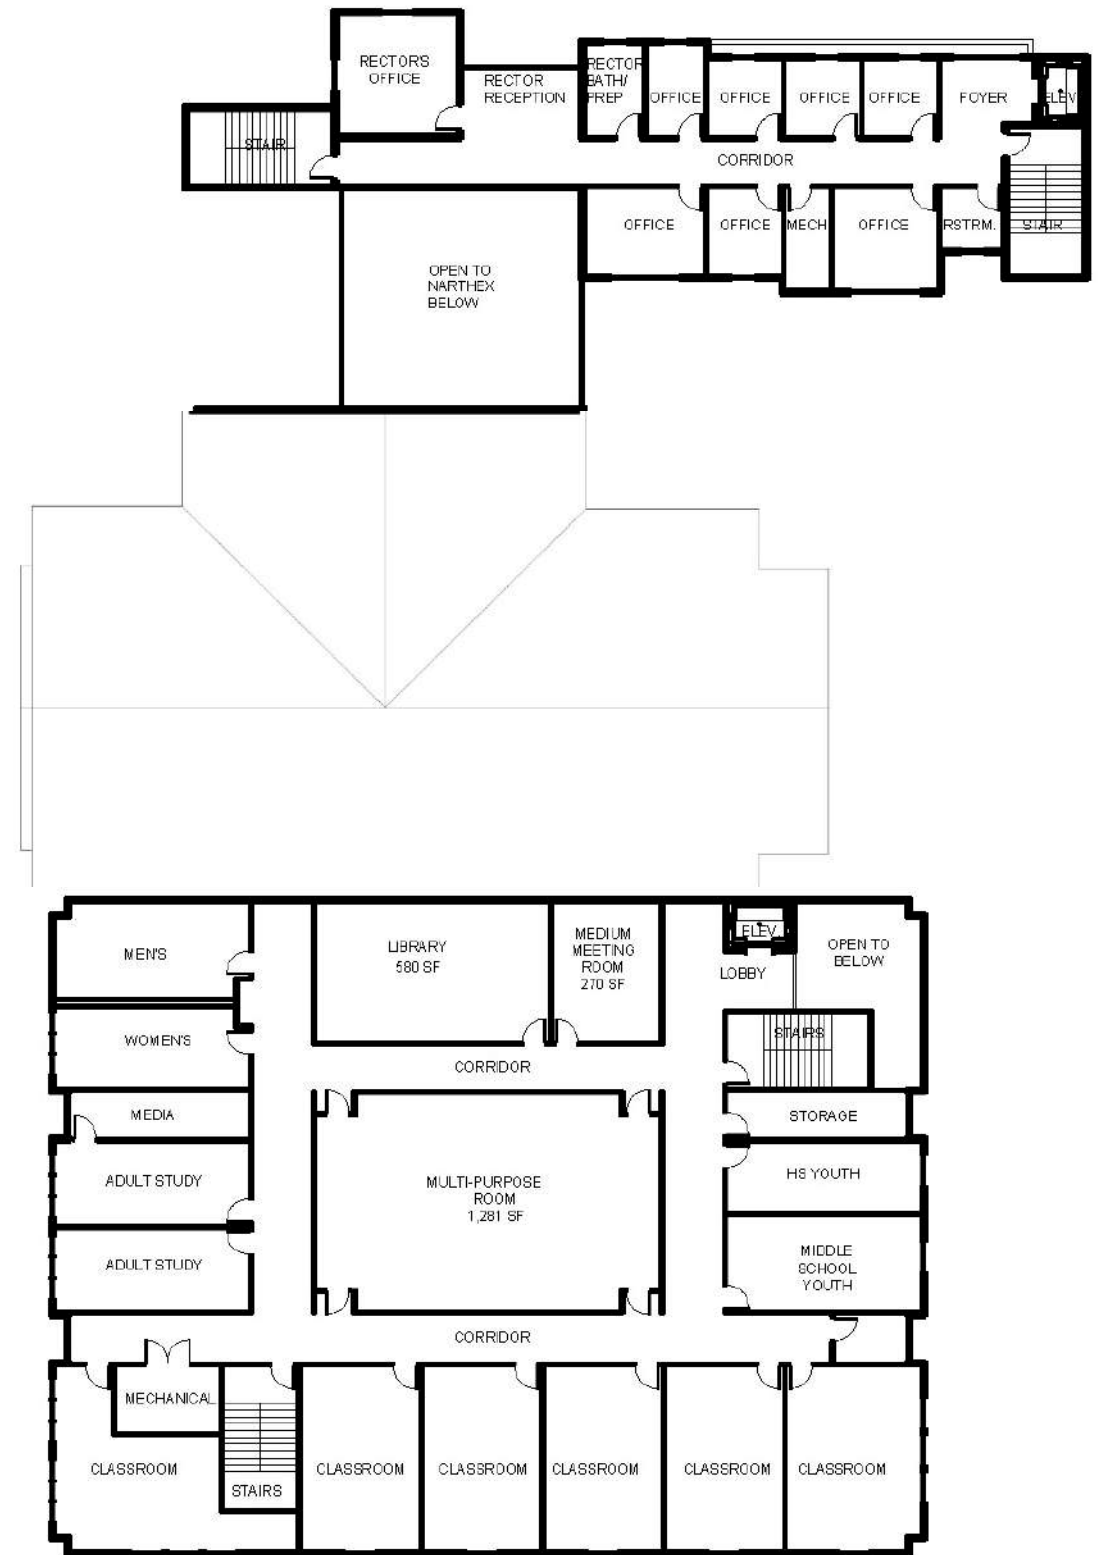 RECTOR'S
OFFICE
RECTOR
RECEPTION
RECTOR
BATH/
PREP
OFFICE
OFFICE
OFFICE
OFFICE
FOYER
ELEV
STAIR
CORRIDOR
OFFICE
OFFICE
MECH
OFFICE
RSTRM.
STAIR
OPEN TO
NARTHEX
BELOW
MEN'S
LIBRARY
580 SF
MEDIUM
MEETING
ROOM
270 SF
ELEV.
LOBBY
OPEN TO
BELOW
WOMEN'S
STAIRS
CORRIDOR
MEDIA
STORAGE
ADULT STUDY
MULTI-PURPOSE
ROOM
1,281 SF
HS YOUTH
ADULT STUDY
MIDDLE
SCHOOL
YOUTH
CORRIDOR
MECHANICAL
CLASSROOM
STAIRS
CLASSROOM
CLASSROOM
CLASSROOM
CLASSROOM
CLASSROOM